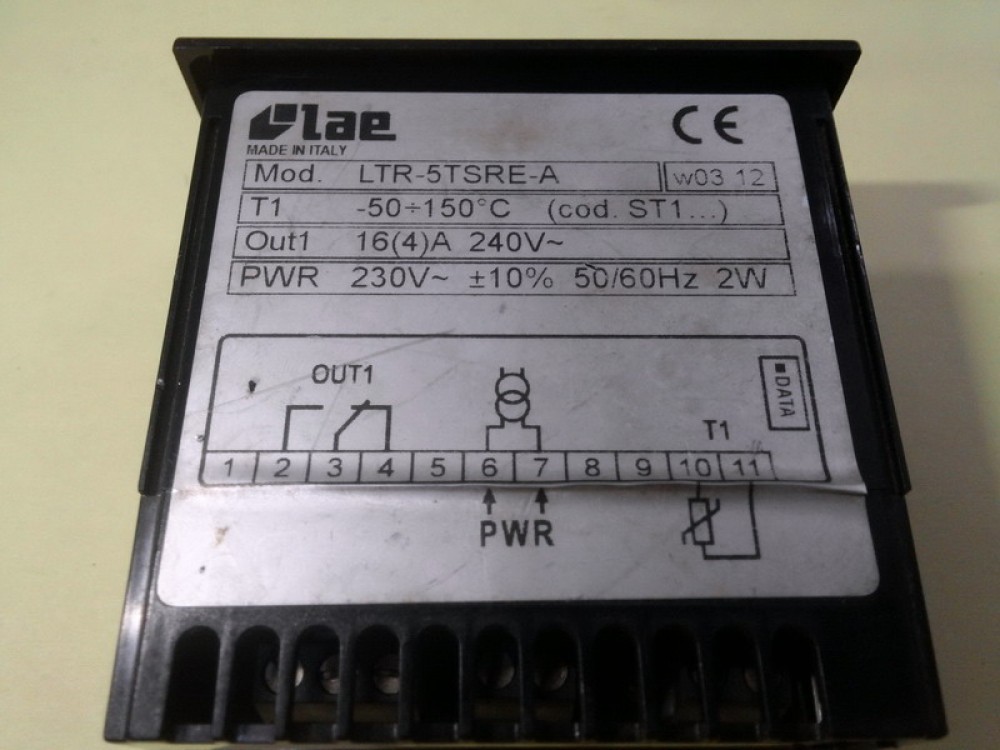 lae
CE
MADE IN ITALY
Mod. LTR-5TSRE-A w03 12
T1 -50÷150°C (cod. ST1...)
Out1 16(4)A 240V~
PWR 230V~ ±10% 50/60Hz 2W
OUT1
DATA
T1
1 2 3 4 5 6 7 8 9 10 11
PWR